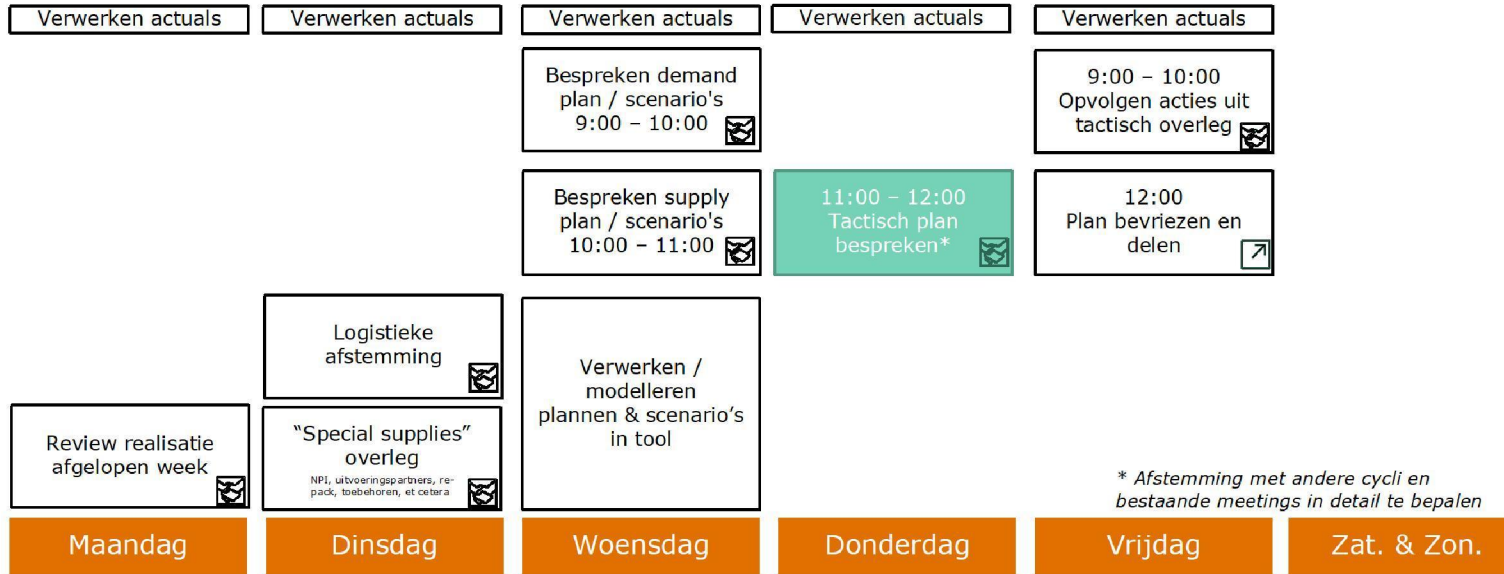 Verwerken actuals
Verwerken actuals
Verwerken actuals
Verwerken actuals
Verwerken actuals
Bespreken demand
plan / scenario's
9:00 – 10:00
9:00 – 10:00
Opvolgen acties uit
tactisch overleg
Bespreken supply
plan / scenario's
10:00 – 11:00
11:00 – 12:00
Tactisch plan
bespreken*
12:00
Plan bevriezen en
delen
Logistieke
afstemming
Verwerken /
modelleren
plannen & scenario’s
in tool
Review realisatie
afgelopen week
“Special supplies”
overleg
NPI, uitvoeringspartners, re-
pack, toebehoren, et cetera
* Afstemming met andere cycli en
bestaande meetings in detail te bepalen
Maandag
Dinsdag
Woensdag
Donderdag
Vrijdag
Zat. & Zon.